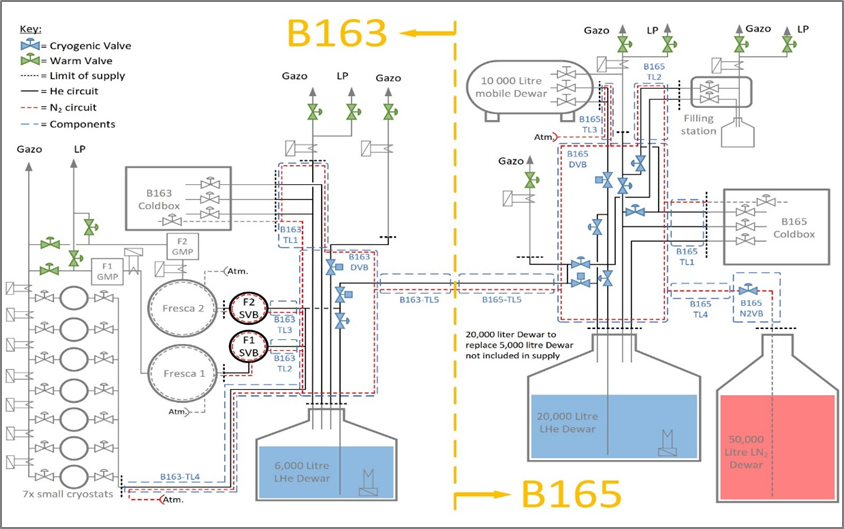 Key:
= Cryogenic Valve
= Warm Valve
= Limit of supply
= He circuit
= N₂ circuit
= Components
B163
B165
Gazo
LP
Gazo
LP
Gazo
B163
Coldbox
B163
TL1
B163
DVB
F2
GMP
F1
GMP
Atm.
Fresca 2
F2
SVB
B163
TL3
Fresca 1
F1
SVB
B163
TL2
Atm.
7x small cryostats
B163-TL4
Atm.
6,000 Litre
LHe Dewar
B163-TL5
B165-TL5
20,000 liter Dewar to
replace 5,000 litre Dewar
not included in supply
Gazo
LP
Gazo
LP
10 000 Litre
mobile Dewar
B165
TL2
B165
TL3
Atm.
Filling
station
Gazo
B165
DVB
B165
TL1
B165
Coldbox
B165
TL4
B165
N2VB
20,000 Litre
LHe Dewar
50,000
Litre LN₂
Dewar